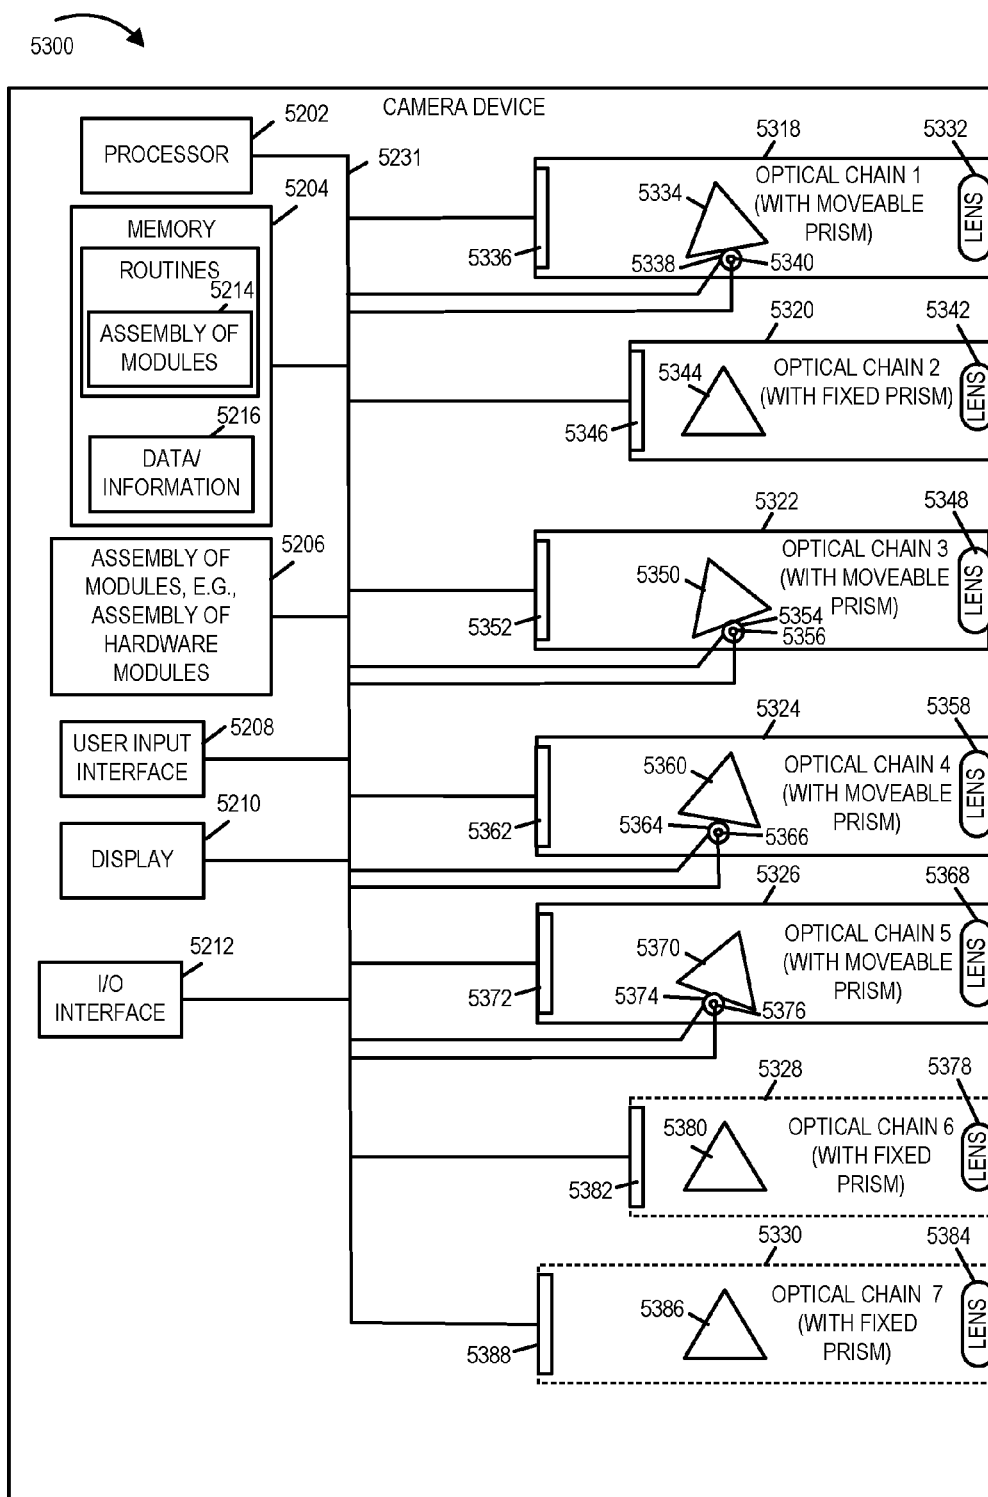 5300
CAMERA DEVICE
5202
PROCESSOR
5231
5204
MEMORY
ROUTINES
5214
ASSEMBLY OF
MODULES
5216
DATA/
INFORMATION
5206
ASSEMBLY OF
MODULES, E.G.,
ASSEMBLY OF
HARDWARE
MODULES
5208
USER INPUT
INTERFACE
5210
DISPLAY
5212
I/O
INTERFACE
5318
5332
OPTICAL CHAIN 1
(WITH MOVEABLE
PRISM)
5334
LENS
5336
5338
5340
5320
5342
OPTICAL CHAIN 2
(WITH FIXED PRISM)
5344
LENS
5346
5322
5348
OPTICAL CHAIN 3
(WITH MOVEABLE
PRISM)
5350
LENS
5352
5354
5356
5324
5358
OPTICAL CHAIN 4
(WITH MOVEABLE
PRISM)
5360
LENS
5362
5364
5366
5326
5368
OPTICAL CHAIN 5
(WITH MOVEABLE
PRISM)
5370
LENS
5372
5374
5376
5328
5378
OPTICAL CHAIN 6
(WITH FIXED
PRISM)
5380
LENS
5382
5330
5384
OPTICAL CHAIN 7
(WITH FIXED
PRISM)
5386
LENS
5388